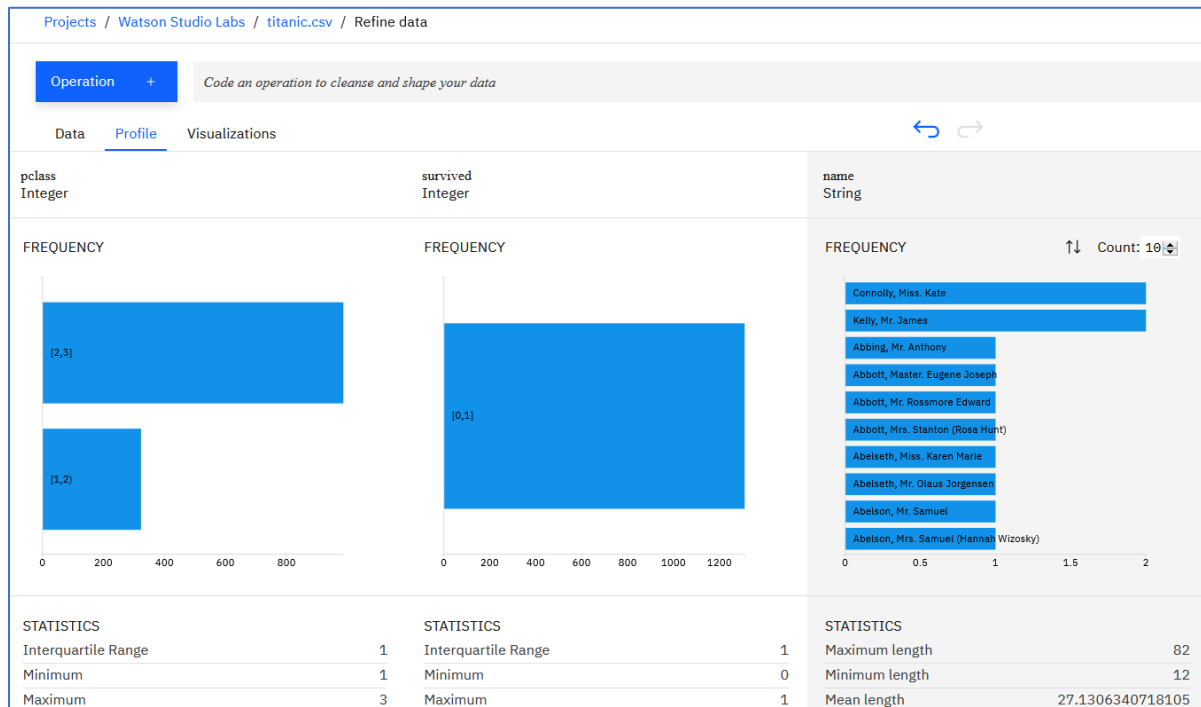 Projects / Watson Studio Labs / titanic.csv / Refine data
Operation +
Code an operation to cleanse and shape your data
Data Profile Visualizations
pclass
Integer
survived
Integer
name
String
FREQUENCY
[2,3]
[1,2)
0 200 400 600 800
FREQUENCY
[0,1]
0 200 400 600 800 1000 1200
FREQUENCY Count: 10
Connolly, Miss. Kate
Kelly, Mr. James
Abbing, Mr. Anthony
Abbott, Master. Eugene Joseph
Abbott, Mr. Rossmore Edward
Abbott, Mrs. Stanton (Rosa Hunt)
Abelseth, Miss. Karen Marie
Abelseth, Mr. Olaus Jorgensen
Abelson, Mr. Samuel
Abelson, Mrs. Samuel (Hannah Wizosky)
0 0.5 1 1.5 2
STATISTICS
Interquartile Range 1
Minimum 1
Maximum 3
STATISTICS
Interquartile Range 1
Minimum 0
Maximum 1
STATISTICS
Maximum length 82
Minimum length 12
Mean length 27.1306340718105